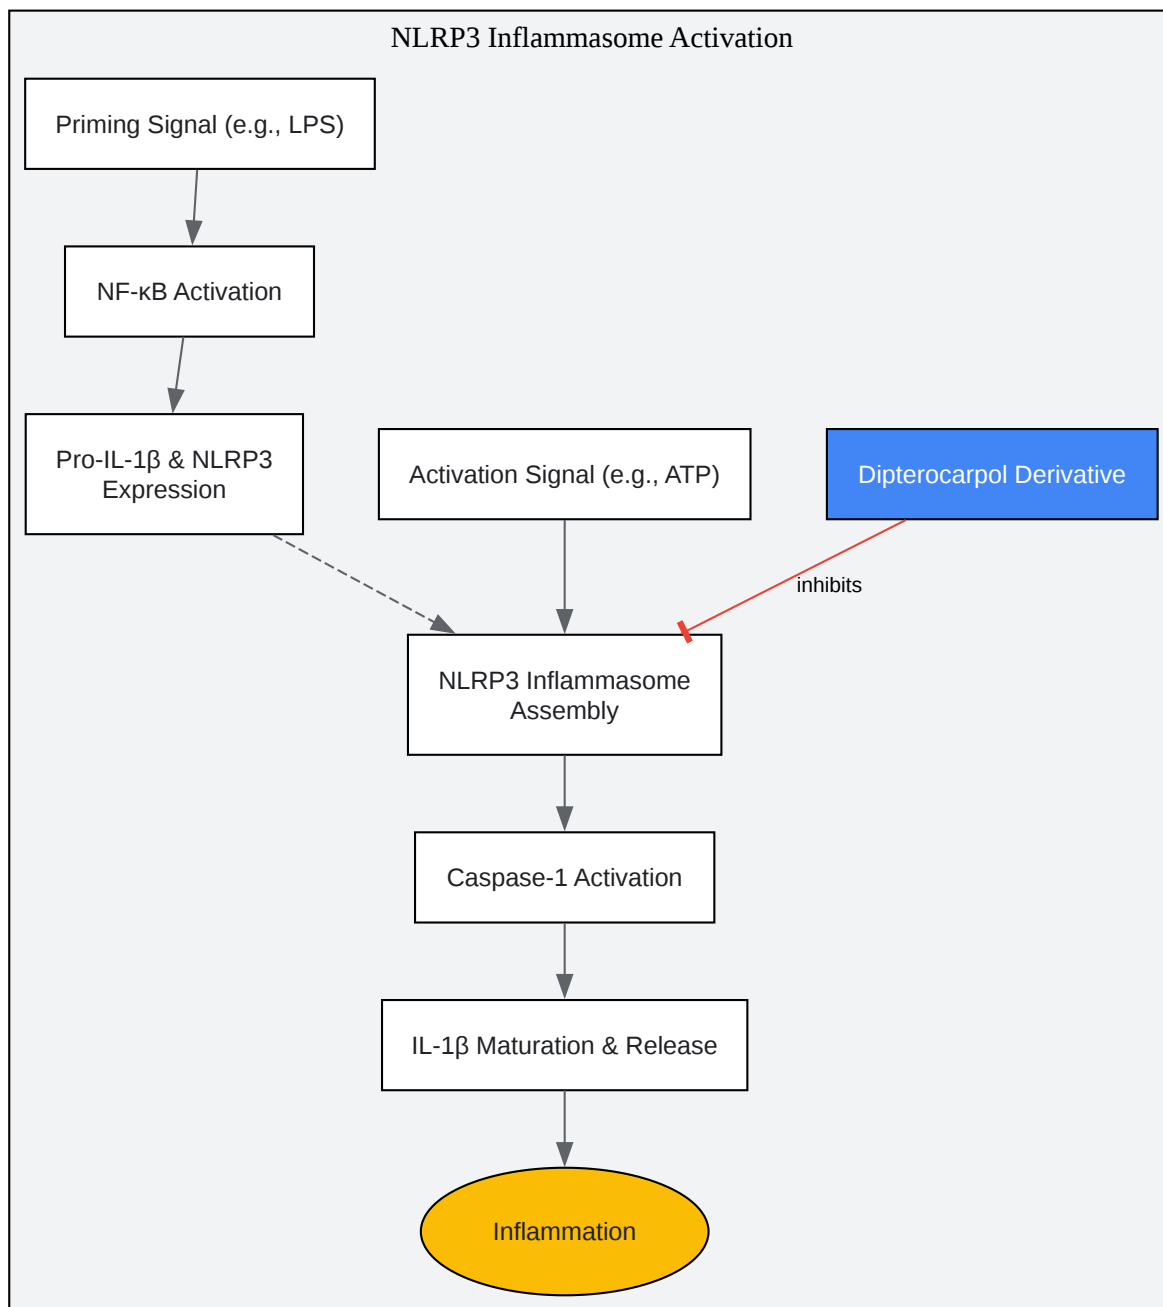 NLRP3 Inflammasome Activation
Priming Signal (e.g., LPS)
NF-κB Activation
Pro-IL-1β & NLRP3
Expression
Activation Signal (e.g., ATP)
Dipterocarpol Derivative
inhibits
NLRP3 Inflammasome
Assembly
Caspase-1 Activation
IL-1β Maturation & Release
Inflammation